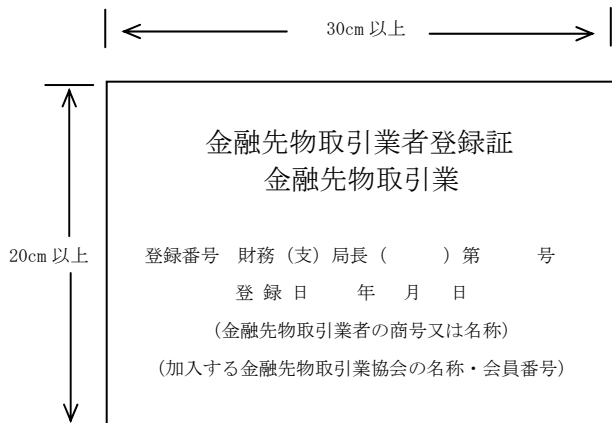 30cm 以上
金融先物取引業者登録証
金融先物取引業
20cm 以上
登録番号　財務（支）局長（　　　）第　　　号
登 録 日　　年　月　日
（金融先物取引業者の商号又は名称）
（加入する金融先物取引業協会の名称・会員番号）